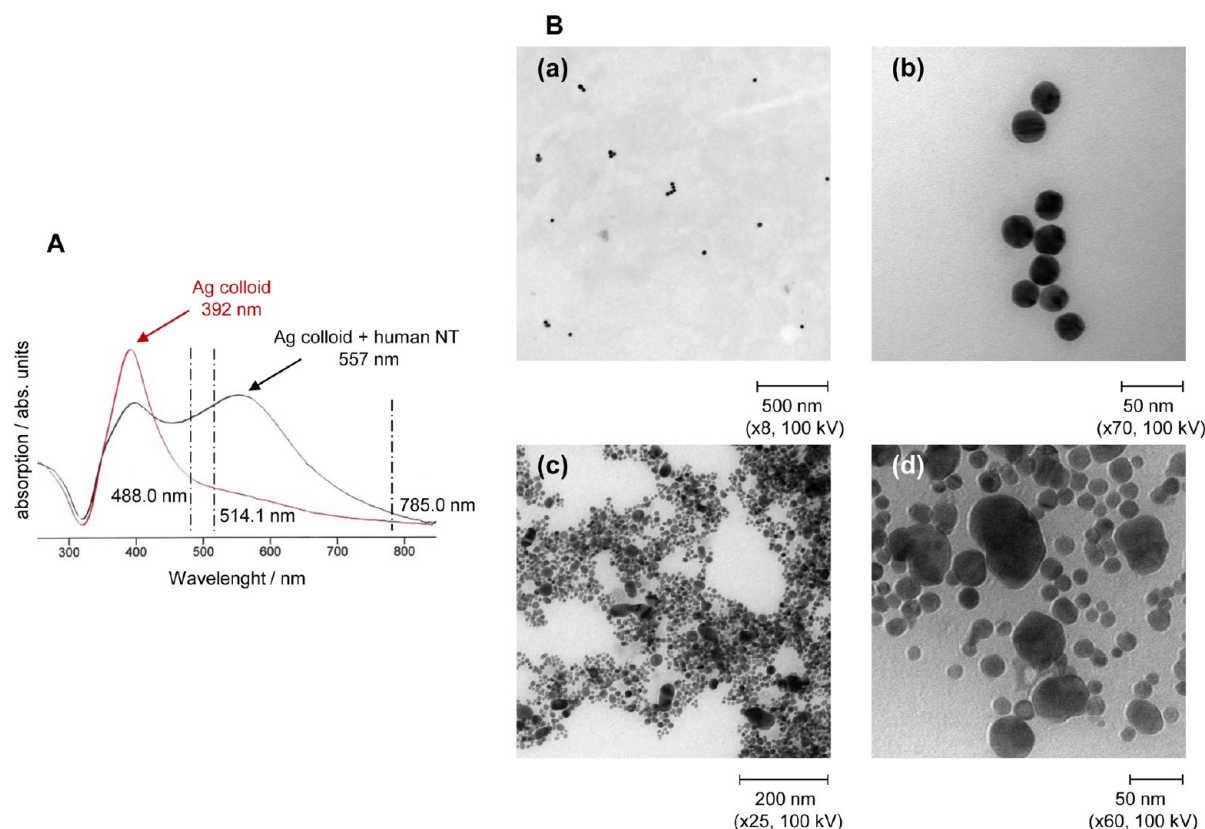 A
Ag colloid
392 nm
Ag colloid + human NT
557 nm
absorption / abs. units
488.0 nm
514.1 nm
785.0 nm
300 400 500 600 700 800
Wavelenght / nm
B
(a)
500 nm
(x8, 100 kV)
(b)
50 nm
(x70, 100 kV)
(c)
200 nm
(x25, 100 kV)
(d)
50 nm
(x60, 100 kV)